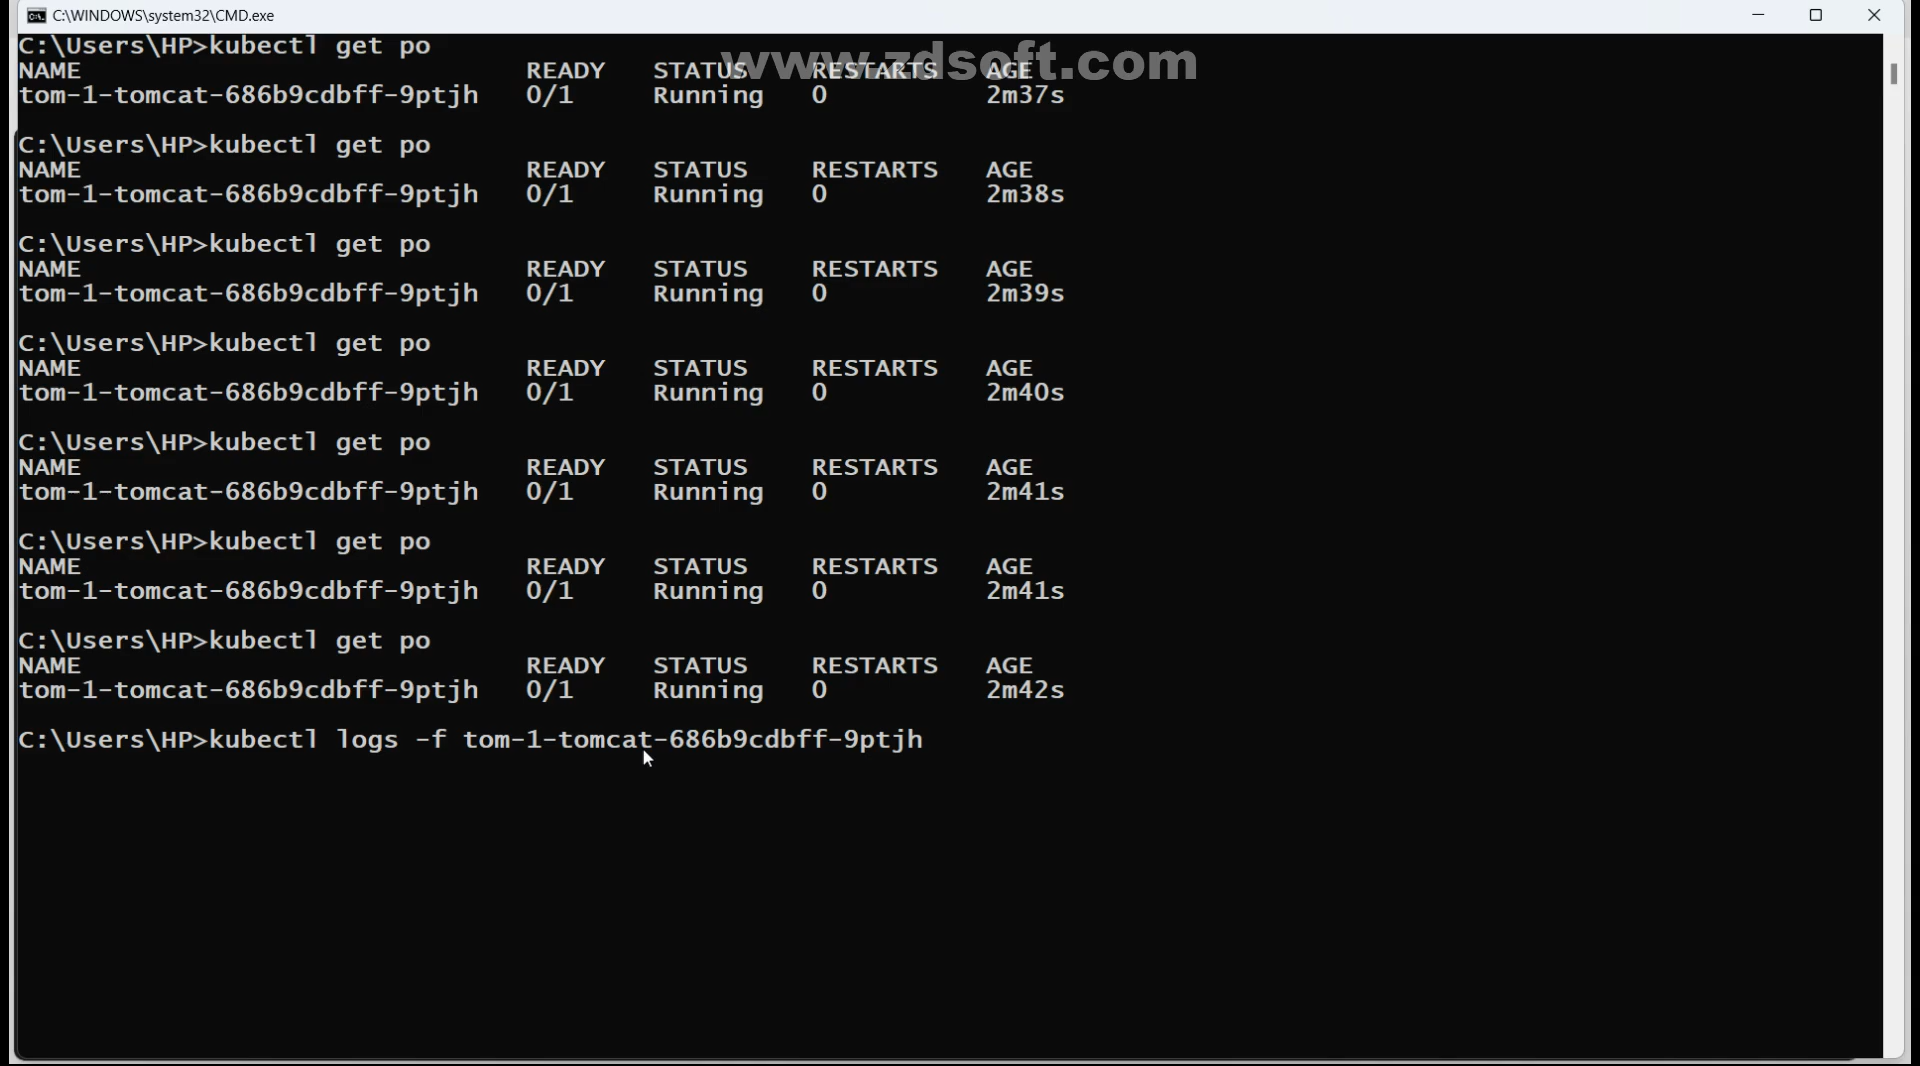 C:\WINDOWS\system32\CMD.exe
www.zdsoft.com
C:\Users\HP>kubectl get po
NAME READY STATUS RESTARTS AGE
tom-1-tomcat-686b9cdbff-9ptjh 0/1 Running 0 2m37s
C:\Users\HP>kubectl get po
NAME READY STATUS RESTARTS AGE
tom-1-tomcat-686b9cdbff-9ptjh 0/1 Running 0 2m38s
C:\Users\HP>kubectl get po
NAME READY STATUS RESTARTS AGE
tom-1-tomcat-686b9cdbff-9ptjh 0/1 Running 0 2m39s
C:\Users\HP>kubectl get po
NAME READY STATUS RESTARTS AGE
tom-1-tomcat-686b9cdbff-9ptjh 0/1 Running 0 2m40s
C:\Users\HP>kubectl get po
NAME READY STATUS RESTARTS AGE
tom-1-tomcat-686b9cdbff-9ptjh 0/1 Running 0 2m41s
C:\Users\HP>kubectl get po
NAME READY STATUS RESTARTS AGE
tom-1-tomcat-686b9cdbff-9ptjh 0/1 Running 0 2m41s
C:\Users\HP>kubectl get po
NAME READY STATUS RESTARTS AGE
tom-1-tomcat-686b9cdbff-9ptjh 0/1 Running 0 2m42s
C:\Users\HP>kubectl logs -f tom-1-tomcat-686b9cdbff-9ptjh